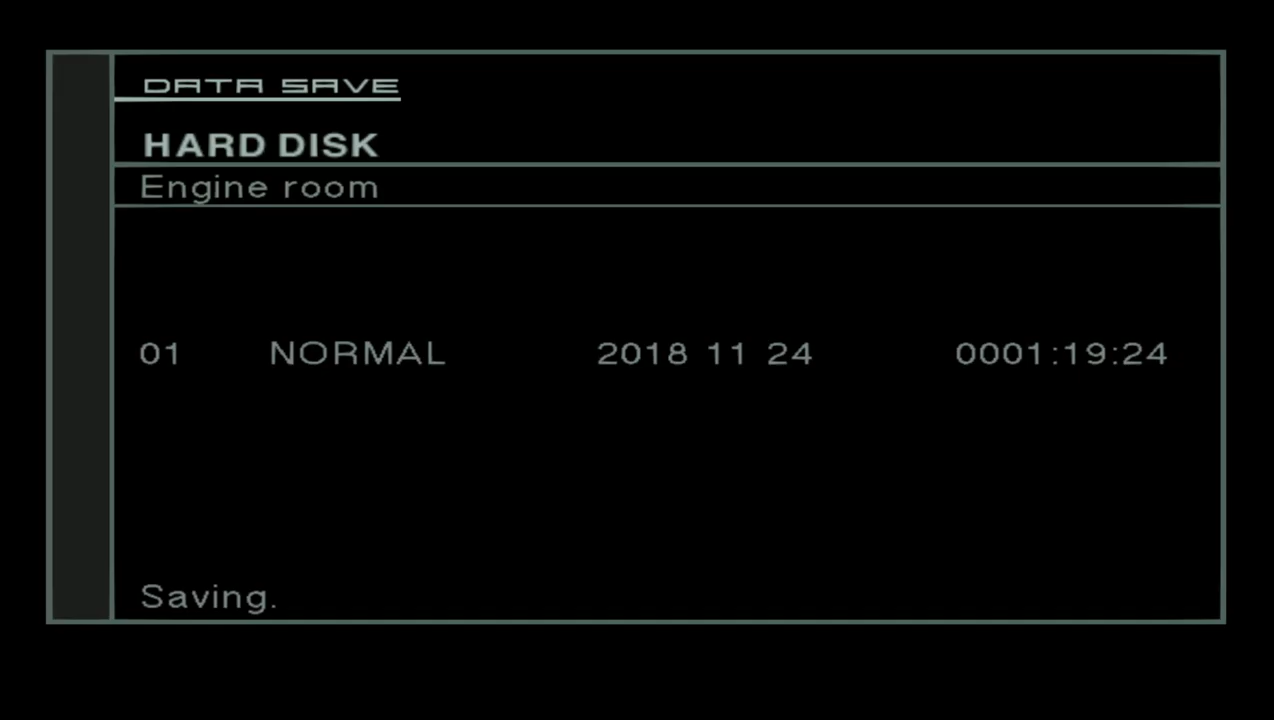 DATA SAVE
HARD DISK
Engine room
01 NORMAL 2018 11 24 0001:19:24
Saving.